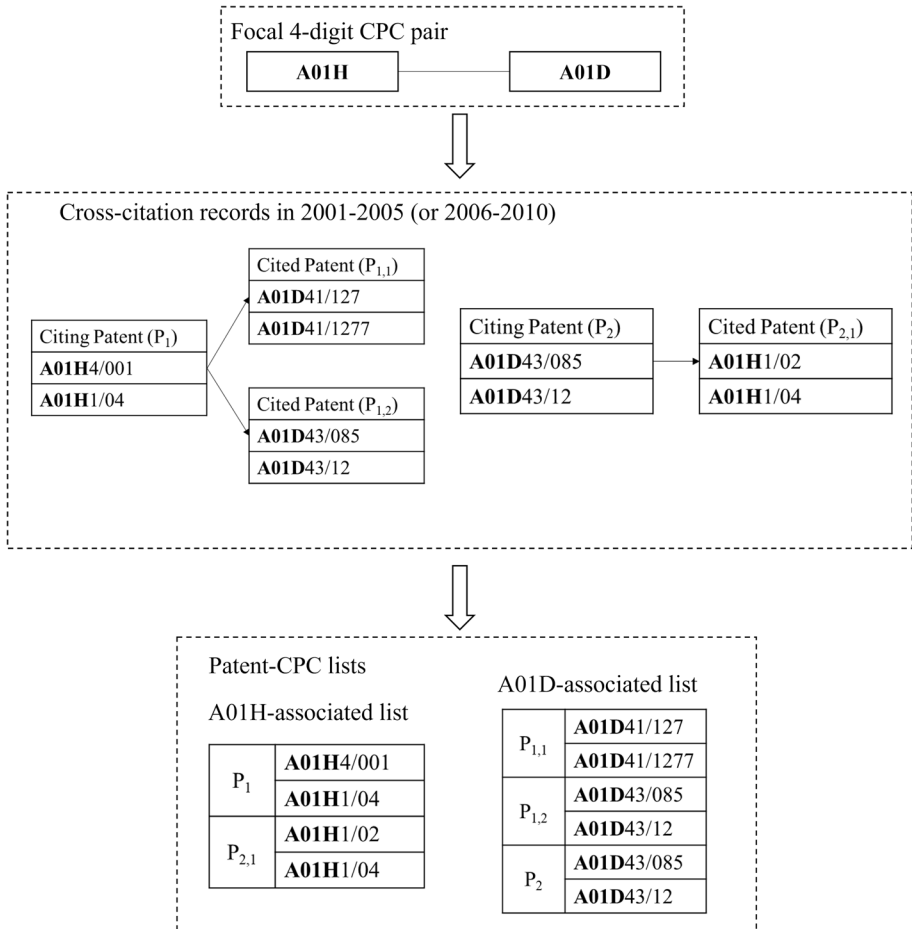 Focal 4-digit CPC pair
A01H
A01D
Cross-citation records in 2001-2005 (or 2006-2010)
Citing Patent (P1)
A01H4/001
A01H1/04
Cited Patent (P1,1)
A01D41/127
A01D41/1277
Cited Patent (P1,2)
A01D43/085
A01D43/12
Citing Patent (P2)
A01D43/085
A01D43/12
Cited Patent (P2,1)
A01H1/02
A01H1/04
Patent-CPC lists
A01H-associated list
P1
A01H4/001
A01H1/04
P2,1
A01H1/02
A01H1/04
A01D-associated list
P1,1
A01D41/127
A01D41/1277
P1,2
A01D43/085
A01D43/12
P2
A01D43/085
A01D43/12